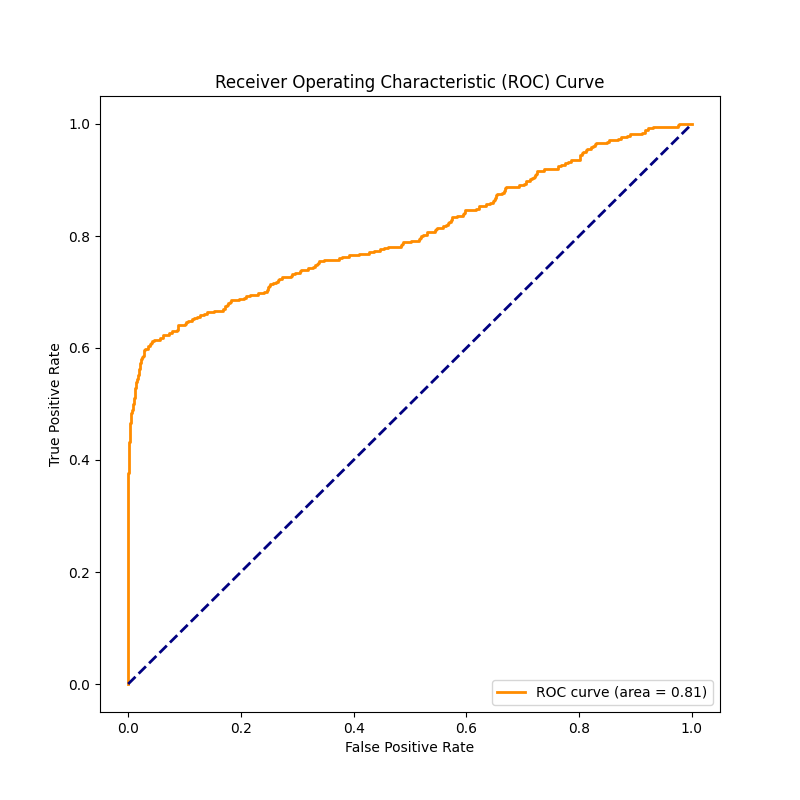 Receiver Operating Characteristic (ROC) Curve
1.0
0.8
0.6
0.4
0.2
0.0
True Positive Rate
0.0 0.2 0.4 0.6 0.8 1.0
False Positive Rate
ROC curve (area = 0.81)